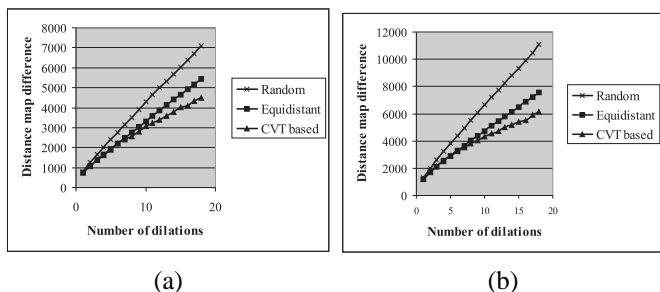 8000
7000
6000
5000
4000
3000
2000
1000
0
Distance map difference
0 10 20
Number of dilations
Random
Equidistant
CVT based
(a)
12000
10000
8000
6000
4000
2000
0
Distance map difference
0 5 10 15 20
Number of dilations
Random
Equidistant
CVT based
(b)